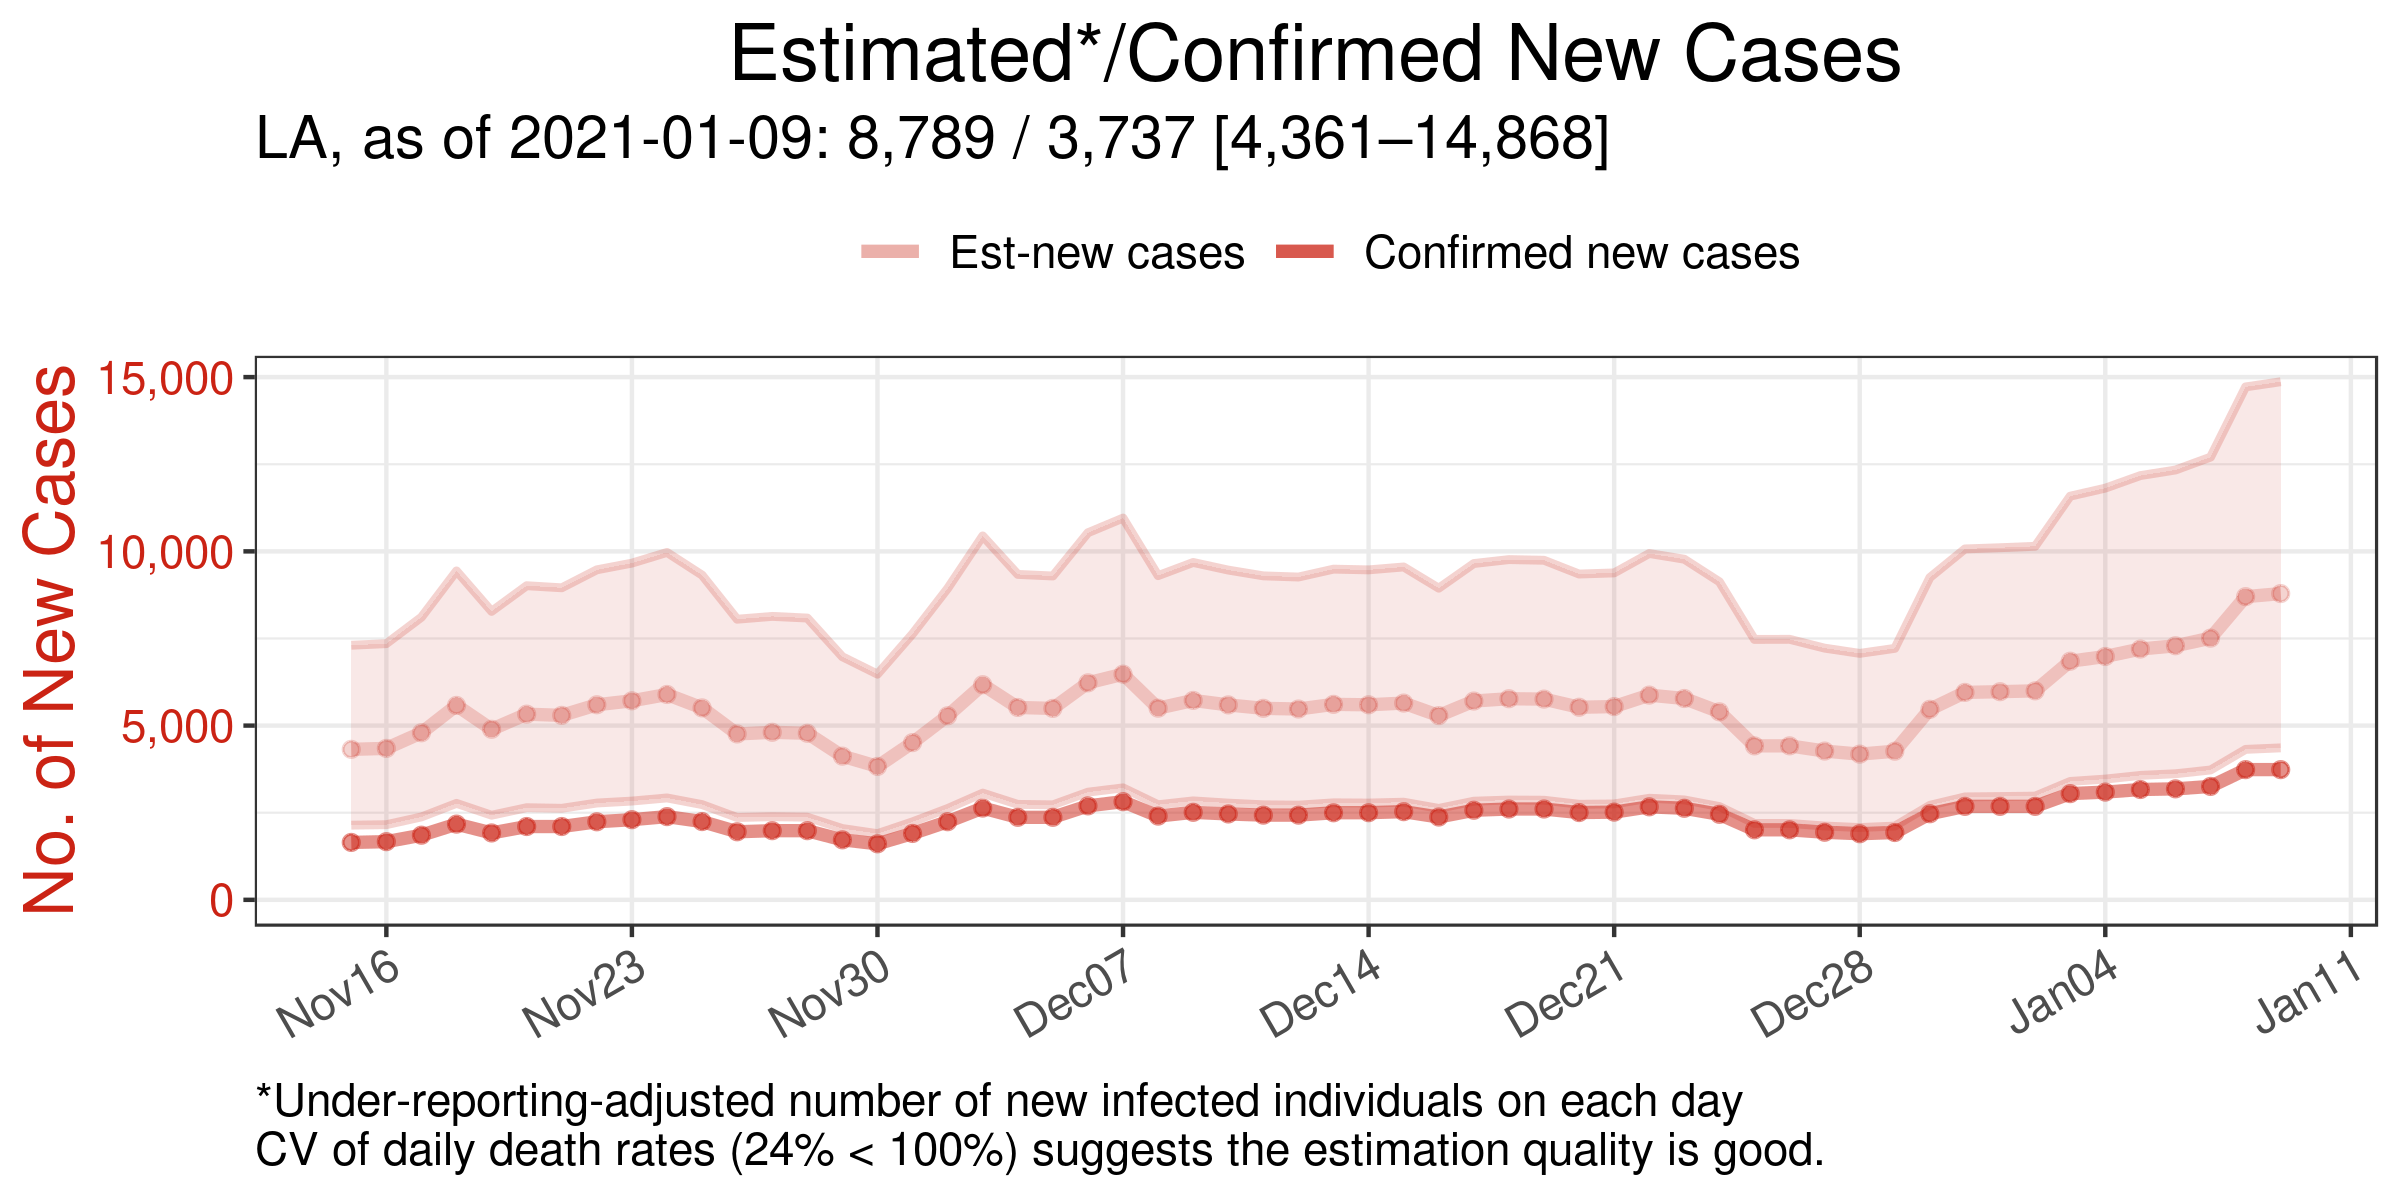 Estimated*/Confirmed New Cases
LA, as of 2021-01-09: 8,789 / 3,737 [4,361–14,868]
Est-new cases Confirmed new cases
No. of New Cases
15,000
10,000
5,000
0
Nov16 Nov23 Nov30 Dec07 Dec14 Dec21 Dec28 Jan04 Jan11
*Under-reporting-adjusted number of new infected individuals on each day
CV of daily death rates (24% < 100%) suggests the estimation quality is good.